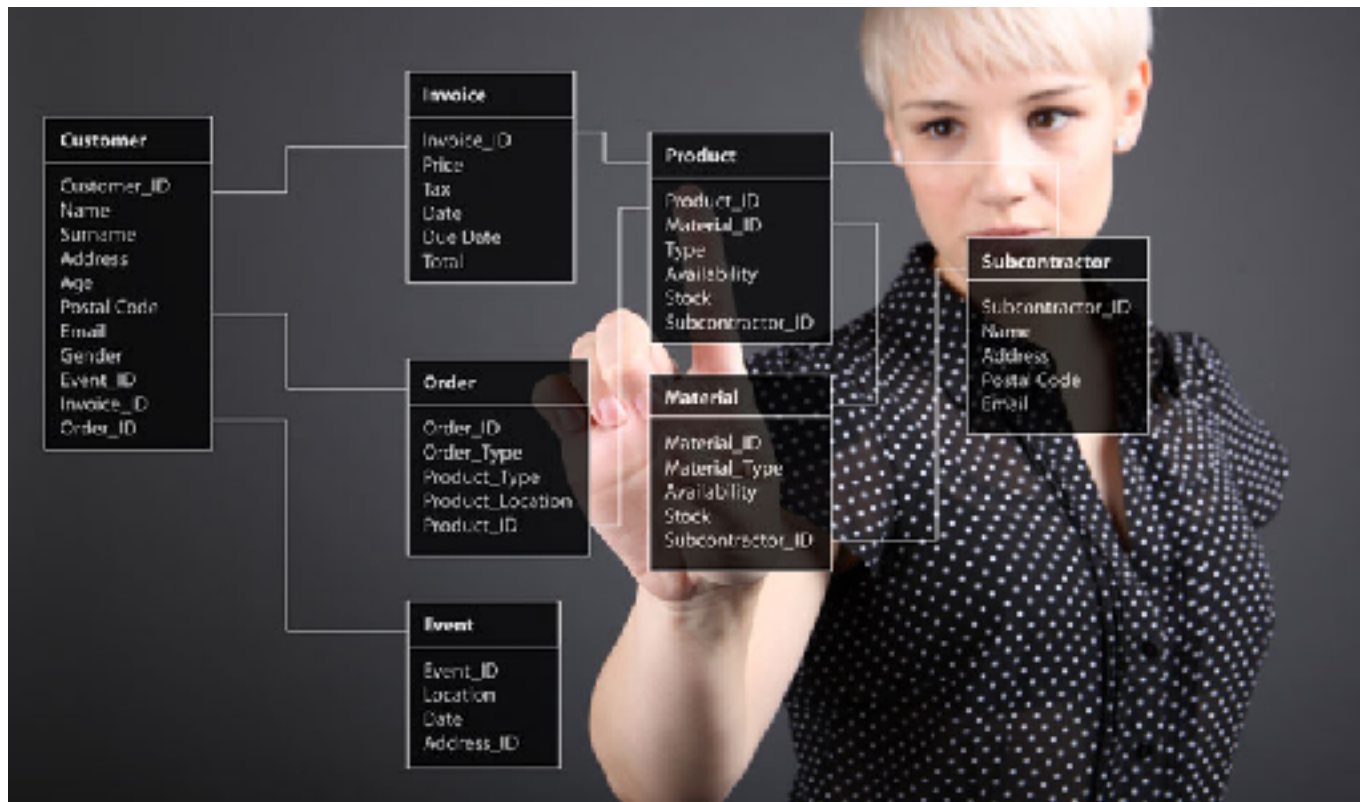 Customer
Customer_ID
Name
Surname
Address
Age
Postal Code
Email
Gender
Event_ID
Invoice_ID
Order_ID
Invoice
Invoice_ID
Price
Tax
Date
Due Date
Total
Order
Order_ID
Order_Type
Product_Type
Product_Location
Product_ID
Event
Event_ID
Location
Date
Address_ID
Product
Product_ID
Material_ID
Type
Availability
Stock
Subcontractor_ID
Material
Material_ID
Material_Type
Availability
Stock
Subcontractor_ID
Subcontractor
Subcontractor_ID
Name
Address
Postal Code
Email